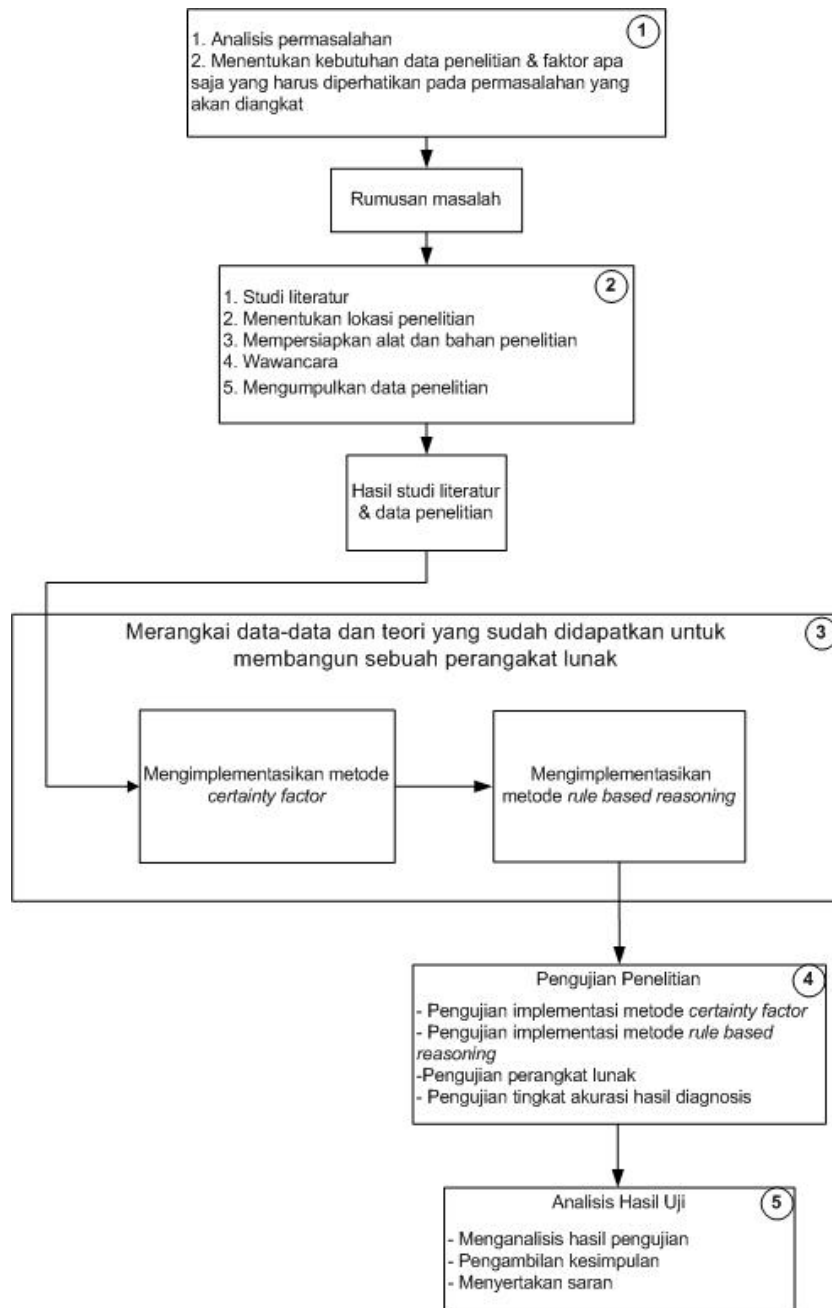 1
1. Analisis permasalahan
2. Menentukan kebutuhan data penelitian & faktor apa
saja yang harus diperhatikan pada permasalahan yang
akan diangkat
Rumusan masalah
2
1. Studi literatur
2. Menentukan lokasi penelitian
3. Mempersiapkan alat dan bahan penelitian
4. Wawancara
5. Mengumpulkan data penelitian
Hasil studi literatur
& data penelitian
Merangkai data-data dan teori yang sudah didapatkan untuk
membangun sebuah perangakat lunak
3
Mengimplementasikan metode
certainty factor
Mengimplementasikan
metode rule based reasoning
Pengujian Penelitian
4
- Pengujian implementasi metode certainty factor
- Pengujian implementasi metode rule based
reasoning
-Pengujian perangkat lunak
- Pengujian tingkat akurasi hasil diagnosis
Analisis Hasil Uji
5
- Menganalisis hasil pengujian
- Pengambilan kesimpulan
- Menyertakan saran